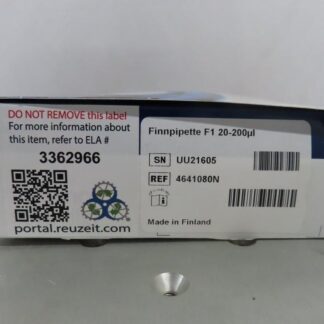 DO NOT REMOVE this label!
For more information about
this item, refer to ELA #
3362966
portal.reuzeit.com
Finnpipette F1 20-200µl
SN UU21605
REF 4641080N
Made in Finland